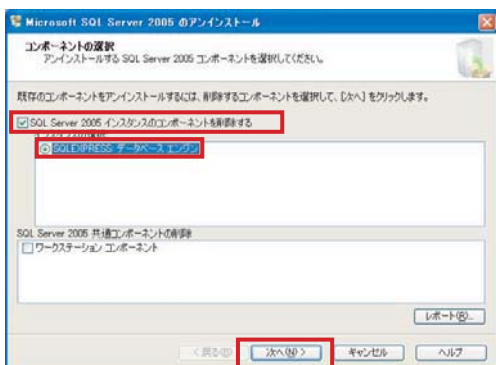 Microsoft SQL Server 2005 のアンインストール
コンポーネントの選択
アンインストールする SQL Server 2005 コンポーネントを選択してください。
既存のコンポーネントをアンインストールするには、削除するコンポーネントを選択して、[次へ] をクリックします。
SQL Server 2005 インスタンスのコンポーネントを削除する
SQLEXPRESS: データベース エンジン
SQL Server 2005 共通コンポーネントの削除
ワークステーション コンポーネント
レポート(R)...
< 戻る(B) 次へ(N) > キャンセル ヘルプ